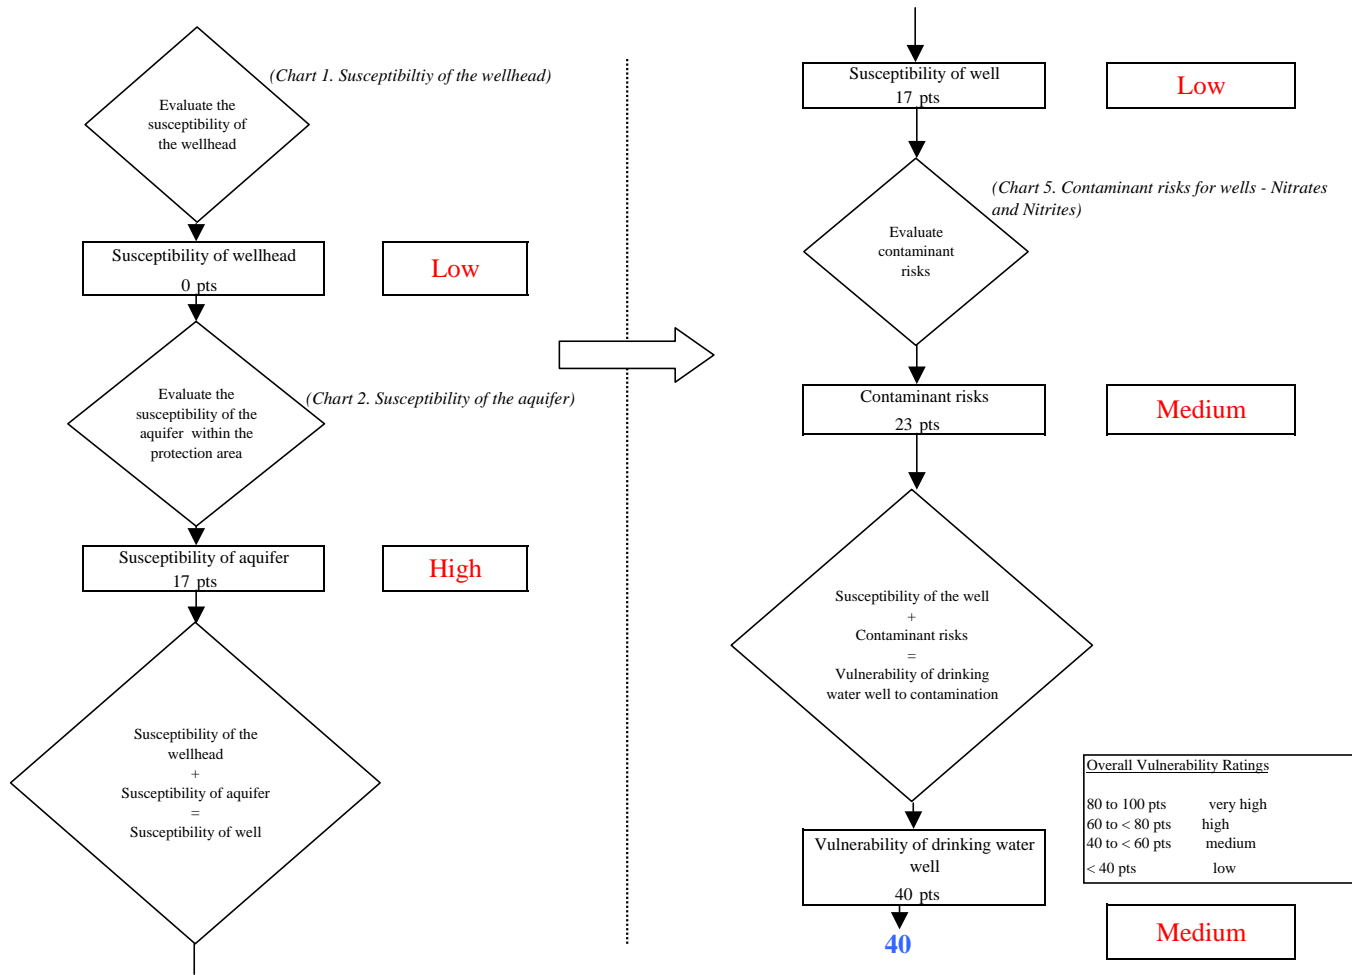 (Chart 1. Susceptibiltiy of the wellhead)
Evaluate the
susceptibility of
the wellhead
Susceptibility of wellhead
0 pts
Low
Evaluate the
susceptibility of the
aquifer within the
protection area
(Chart 2. Susceptibility of the aquifer)
Susceptibility of aquifer
17 pts
High
Susceptibility of the
wellhead
+
Susceptibility of aquifer
=
Susceptibility of well
Susceptibility of well
17 pts
Low
(Chart 5. Contaminant risks for wells - Nitrates
and Nitrites)
Evaluate
contaminant
risks
Contaminant risks
23 pts
Medium
Susceptibility of the well
+
Contaminant risks
=
Vulnerability of drinking
water well to contamination
Overall Vulnerability Ratings
80 to 100 pts very high
60 to < 80 pts high
40 to < 60 pts medium
< 40 pts low
Vulnerability of drinking water
well
40 pts
40
Medium